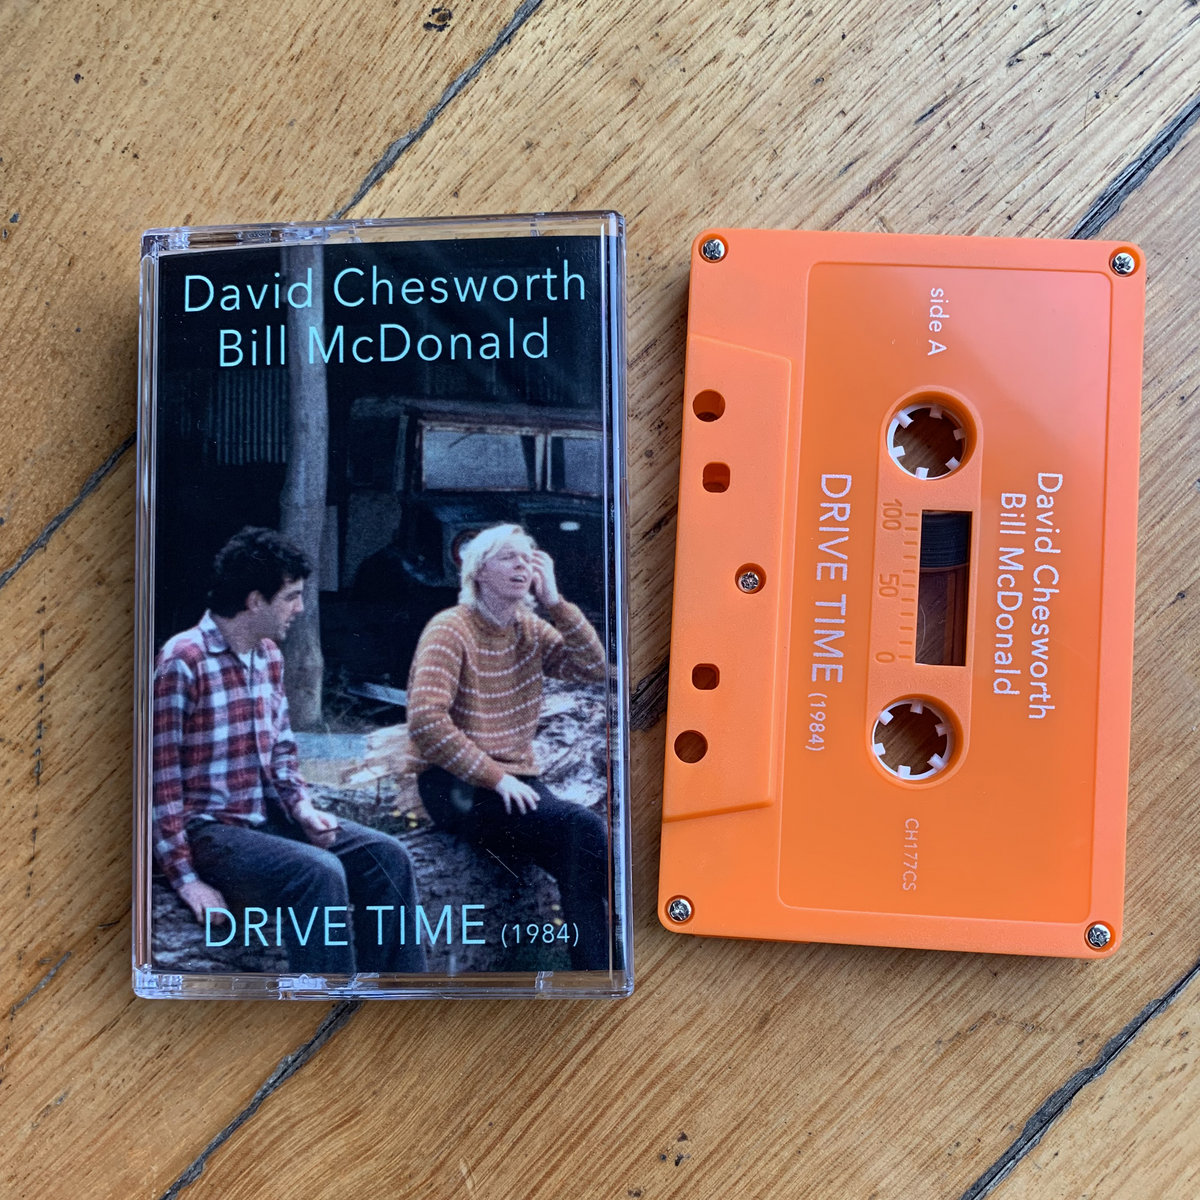 David Chesworth
Bill McDonald
DRIVE TIME (1984)
side A
David Chesworth
Bill McDonald
100 50 0
DRIVE TIME (1984)
CH177CS